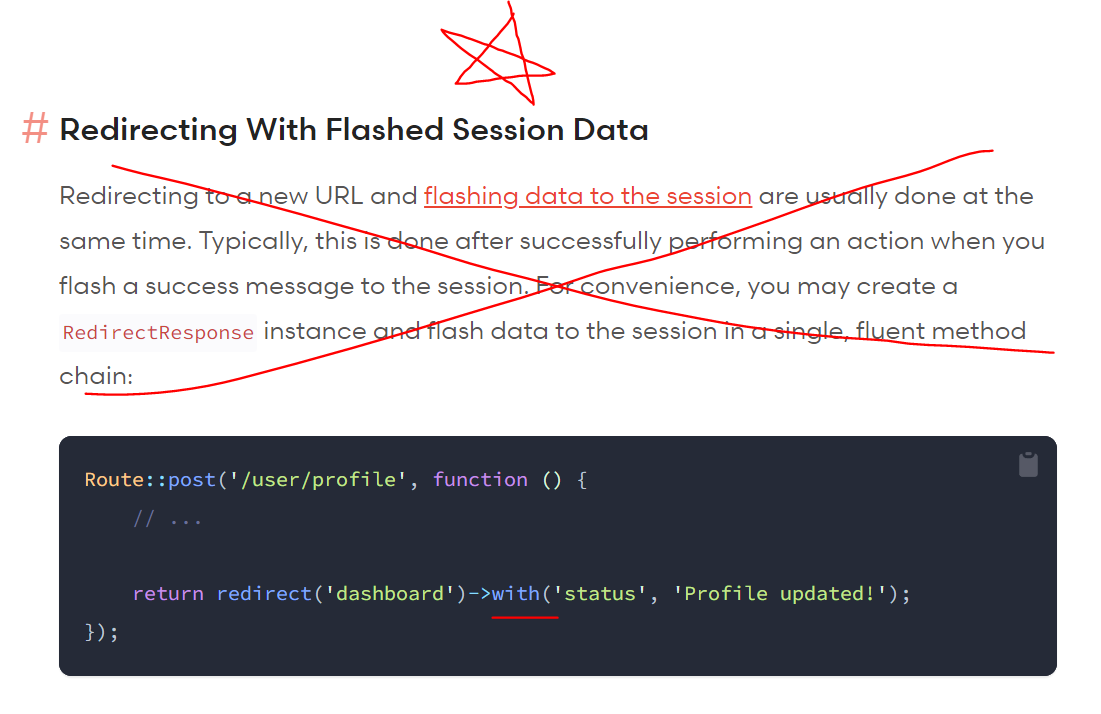 # Redirecting With Flashed Session Data
Redirecting to a new URL and flashing data to the session are usually done at the
same time. Typically, this is done after successfully performing an action when you
flash a success message to the session. For convenience, you may create a
RedirectResponse instance and flash data to the session in a single, fluent method
chain:
Route::post('/user/profile', function () {
    // ...
    return redirect('dashboard')->with('status', 'Profile updated!');
});